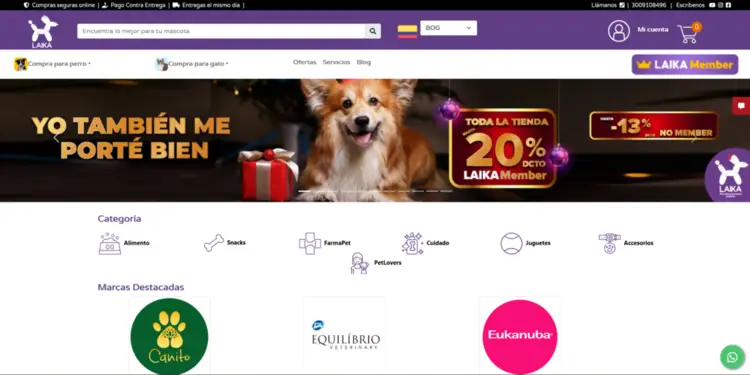 Compras seguras online | Pago Contra Entrega | Entregas el mismo día |
Llámanos | 3009108496 | Escríbenos
LAIKA
Encuentra lo mejor para tu mascota
BOG
Mi cuenta
0
Compra para perro
Compra para gato
Ofertas Servicios Blog
LAIKA Member
YO TAMBIÉN ME
PORTÉ BIEN
TODA LA TIENDA
HASTA
20%
DCTO
LAIKA Member
HASTA
-13% DCTO NO MEMBER
LAIKA
Categoría
Alimento
Snacks
FarmaPet
Cuidado
Juguetes
Accesorios
PetLovers
Marcas Destacadas
Canito
EQUILÍBRIO
VETERINARY
Eukanuba